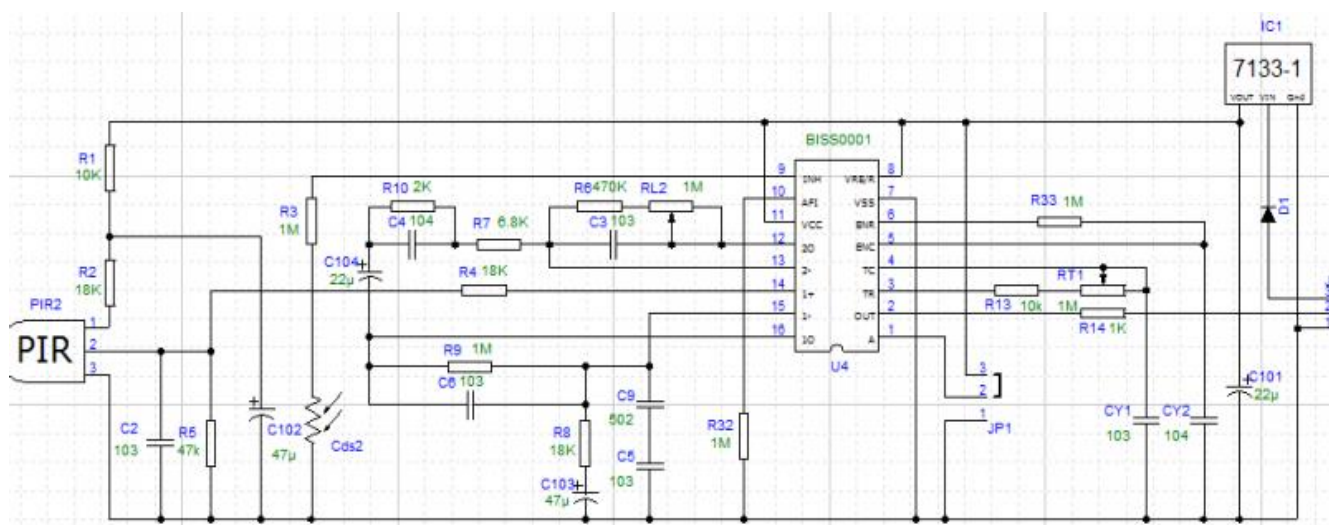 IC1
7133-1
VOUT VIN GND
BISS0001
R1
10K
R2
18K
PIR2
PIR
1
2
3
C2
103
R5
47k
C102
47µ
R3
1M
Cds2
C104
22µ
R10 2K
C4 104
R7 6.8K
R6 470K
RL2 1M
C3 103
R4 18K
R9 1M
C6 103
R8
18K
C103
47µ
C9
502
C5
103
R32
1M
9 INH
10 AFI
11 VCC
12 2O
13 2-
14 1+
15 1-
16 1O
VRE/R 8
VSS 7
6
5
TC 4
TR 3
OUT 2
A 1
U4
R33 1M
RT1
1M
R13 10k
R14 1K
3
2
1
JP1
CY1
103
CY2
104
C101
22µ
D1